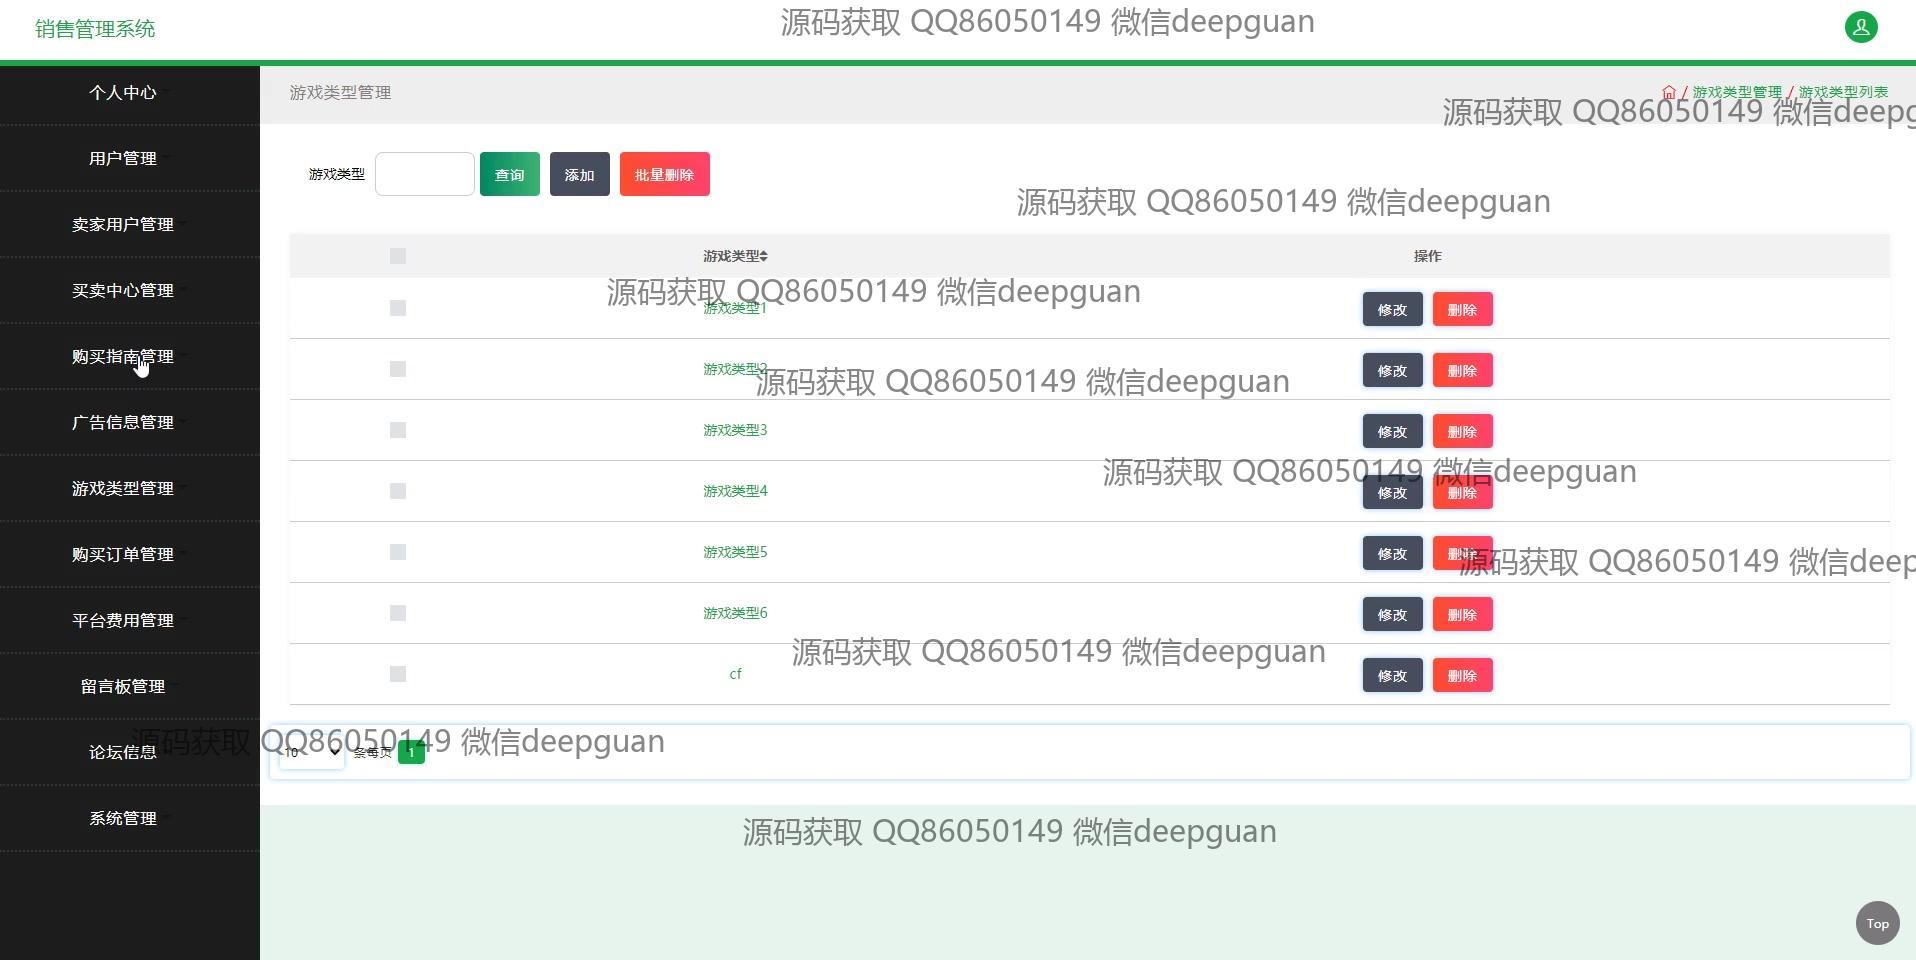 销售管理系统
源码获取 QQ86050149 微信deepguan
个人中心
用户管理
卖家用户管理
买卖中心管理
购买指南管理
广告信息管理
游戏类型管理
购买订单管理
平台费用管理
留言板管理
论坛信息
系统管理
游戏类型管理
/ 游戏类型管理 / 游戏类型列表
源码获取 QQ86050149 微信deepg
游戏类型 查询 添加 批量删除
源码获取 QQ86050149 微信deepguan
游戏类型 操作
源码获取 QQ86050149 微信deepguan
游戏类型1 修改 删除
游戏类型2 修改 删除
源码获取 QQ86050149 微信deepguan
游戏类型3 修改 删除
源码获取 QQ86050149 微信deepguan
游戏类型4 修改 删除
游戏类型5 修改 删除
源码获取 QQ86050149 微信deep
游戏类型6 修改 删除
源码获取 QQ86050149 微信deepguan
cf 修改 删除
源码获取 QQ86050149 微信deepguan
10 条每页 1
源码获取 QQ86050149 微信deepguan
Top